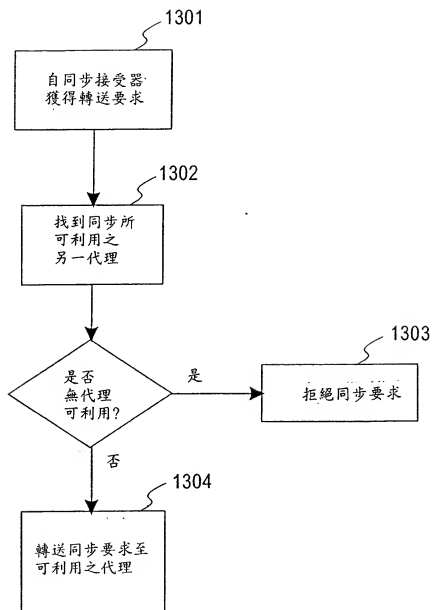 1301
自同步接受器
獲得轉送要求
1302
找到同步所
可利用之
另一代理
是否
無代理
可利用?
是
1303
拒絕同步要求
否
1304
轉送同步要求至
可利用之代理